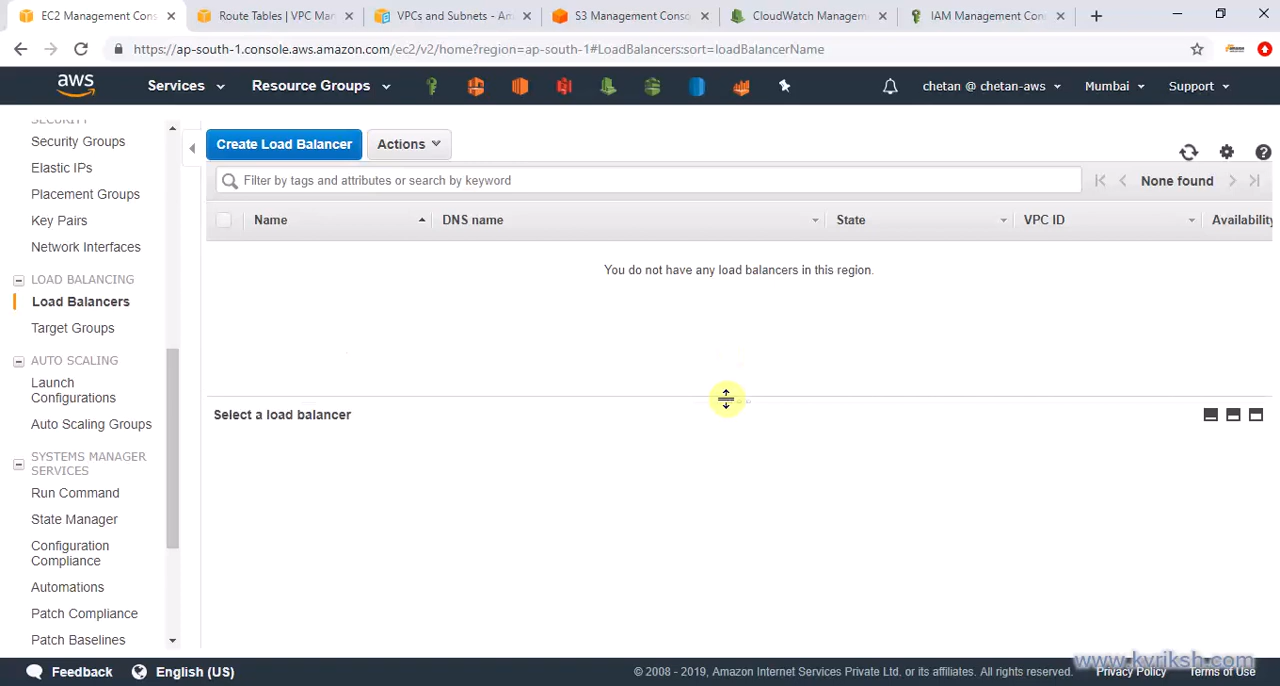 EC2 Management Cons
Route Tables | VPC Man
VPCs and Subnets - Am
S3 Management Conso
CloudWatch Manageme
IAM Management Con
https://ap-south-1.console.aws.amazon.com/ec2/v2/home?region=ap-south-1#LoadBalancers:sort=loadBalancerName
aws
Services
Resource Groups
chetan @ chetan-aws
Mumbai
Support
SECURITY
Security Groups
Elastic IPs
Placement Groups
Key Pairs
Network Interfaces
LOAD BALANCING
Load Balancers
Target Groups
AUTO SCALING
Launch
Configurations
Auto Scaling Groups
SYSTEMS MANAGER
SERVICES
Run Command
State Manager
Configuration
Compliance
Automations
Patch Compliance
Patch Baselines
Create Load Balancer
Actions
Filter by tags and attributes or search by keyword
None found
Name
DNS name
State
VPC ID
Availability
You do not have any load balancers in this region.
Select a load balancer
Feedback
English (US)
© 2008 - 2019, Amazon Internet Services Private Ltd. or its affiliates. All rights reserved.
Privacy Policy
Terms of Use
www.kvriksh.com